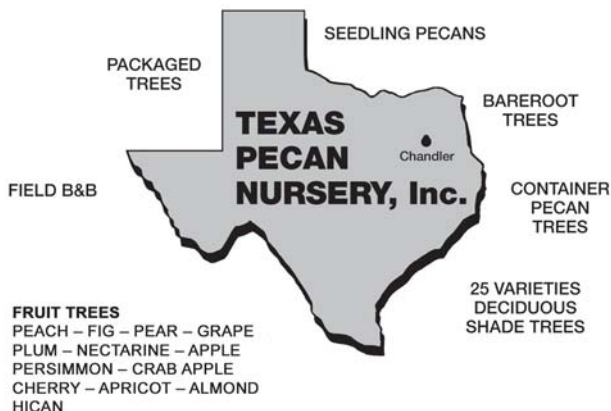 SEEDLING PECANS
PACKAGED
TREES
BAREROOT
TREES
TEXAS
PECAN
NURSERY, Inc.
Chandler
FIELD B&B
CONTAINER
PECAN
TREES
25 VARIETIES
DECIDUOUS
SHADE TREES
FRUIT TREES
PEACH – FIG – PEAR – GRAPE
PLUM – NECTARINE – APPLE
PERSIMMON – CRAB APPLE
CHERRY – APRICOT – ALMOND
HICAN